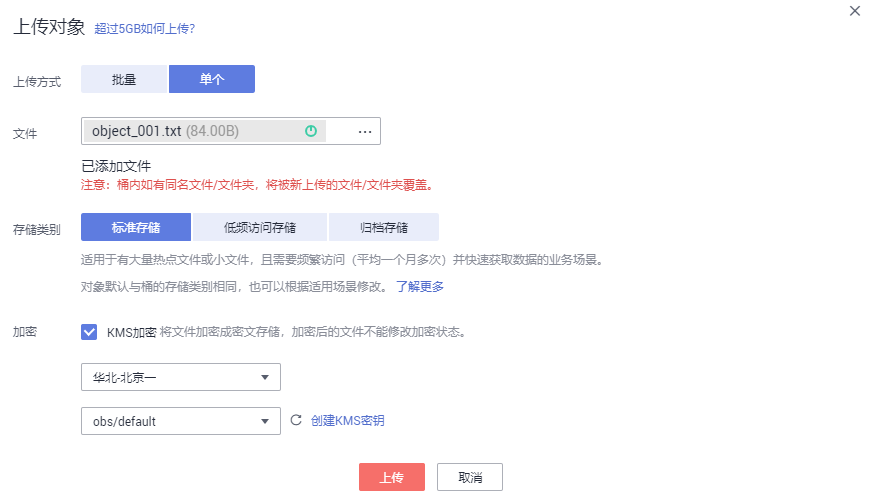 上传对象 超过5GB如何上传?
上传方式 批量 单个
文件 object_001.txt (84.00B) ...
已添加文件
注意：桶内如有同名文件/文件夹，将被新上传的文件/文件夹覆盖。
存储类别 标准存储 低频访问存储 归档存储
适用于有大量热点文件或小文件，且需要频繁访问（平均一个月多次）并快速获取数据的业务场景。
对象默认与桶的存储类别相同，也可以根据适用场景修改。 了解更多
加密 KMS加密 将文件加密成密文存储，加密后的文件不能修改加密状态。
华北-北京一
obs/default 创建KMS密钥
上传 取消